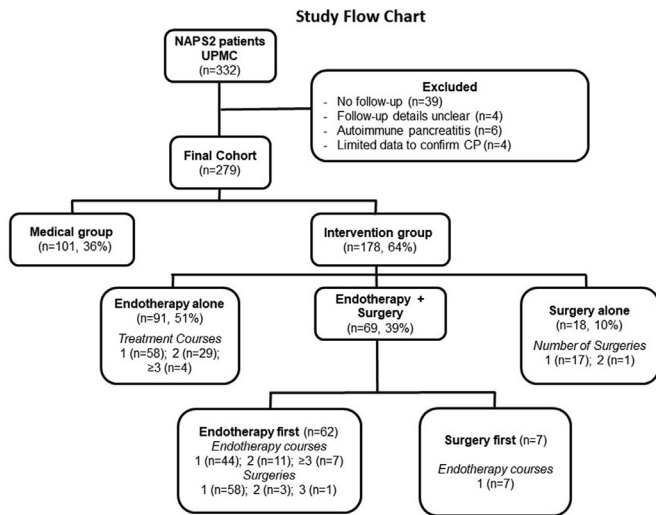 Study Flow Chart
NAPS2 patients
UPMC
(n=332)
Excluded
- No follow-up (n=39)
- Follow-up details unclear (n=4)
- Autoimmune pancreatitis (n=6)
- Limited data to confirm CP (n=4)
Final Cohort
(n=279)
Medical group
(n=101, 36%)
Intervention group
(n=178, 64%)
Endotherapy alone
(n=91, 51%)
Treatment Courses
1 (n=58); 2 (n=29);
≥3 (n=4)
Endotherapy +
Surgery
(n=69, 39%)
Surgery alone
(n=18, 10%)
Number of Surgeries
1 (n=17); 2 (n=1)
Endotherapy first (n=62)
Endotherapy courses
1 (n=44); 2 (n=11); ≥3 (n=7)
Surgeries
1 (n=58); 2 (n=3); 3 (n=1)
Surgery first (n=7)
Endotherapy courses
1 (n=7)